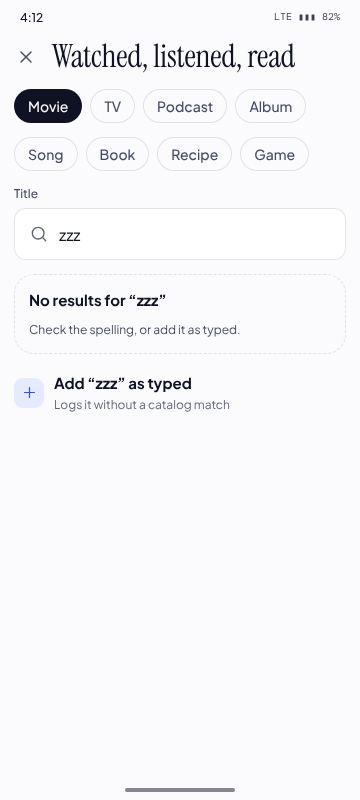 4:12
LTE 82%
Watched, listened, read
Movie TV Podcast Album
Song Book Recipe Game
Title
zzz
No results for “zzz”
Check the spelling, or add it as typed.
Add “zzz” as typed
Logs it without a catalog match